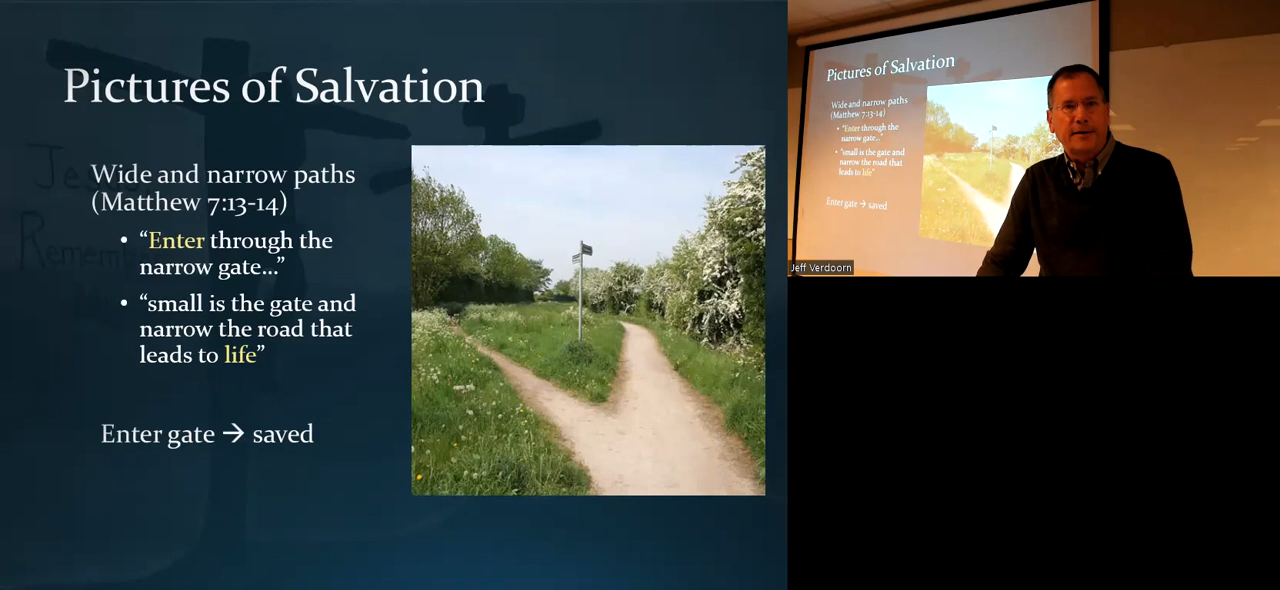 Pictures of Salvation
Wide and narrow paths
(Matthew 7:13-14)
• “Enter through the
narrow gate...”
• “small is the gate and
narrow the road that
leads to life”
Enter gate → saved
Jesus
Remember
Pictures of Salvation
Wide and narrow paths
(Matthew 7:13-14)
• “Enter through the
narrow gate...”
• “small is the gate and
narrow the road that
leads to life”
Enter gate → saved
Jeff Verdoorn